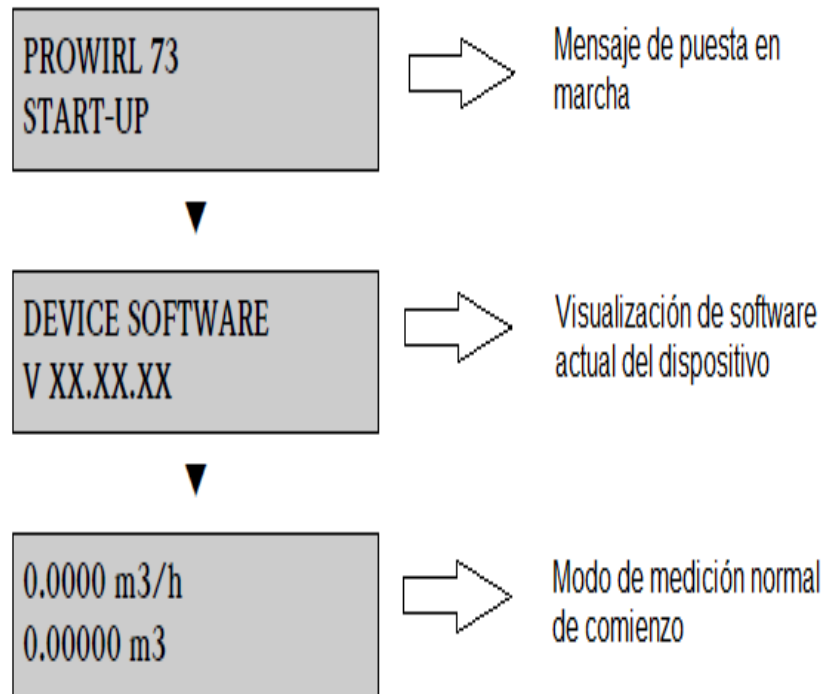 PROWIRL 73
START-UP
Mensaje de puesta en
marcha
DEVICE SOFTWARE
V XX.XX.XX
Visualización de software
actual del dispositivo
0.0000 m3/h
0.00000 m3
Modo de medición normal
de comienzo